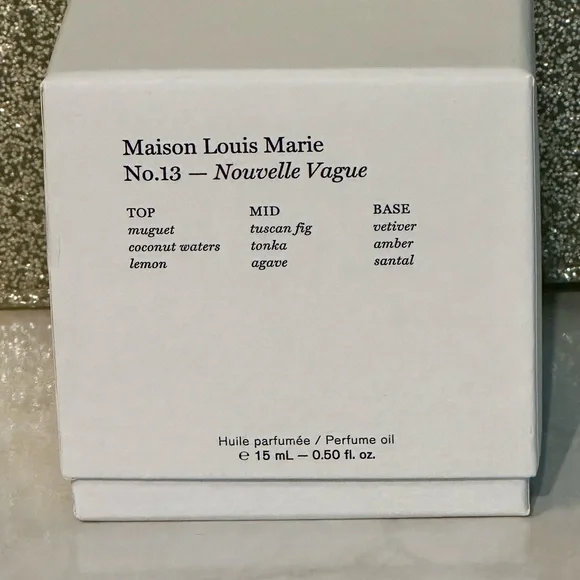 Maison Louis Marie
No.13 — Nouvelle Vague
TOP
muguet
coconut waters
lemon
MID
tuscan fig
tonka
agave
BASE
vetiver
amber
santal
Huile parfumée / Perfume oil
℮ 15 mL — 0.50 fl. oz.